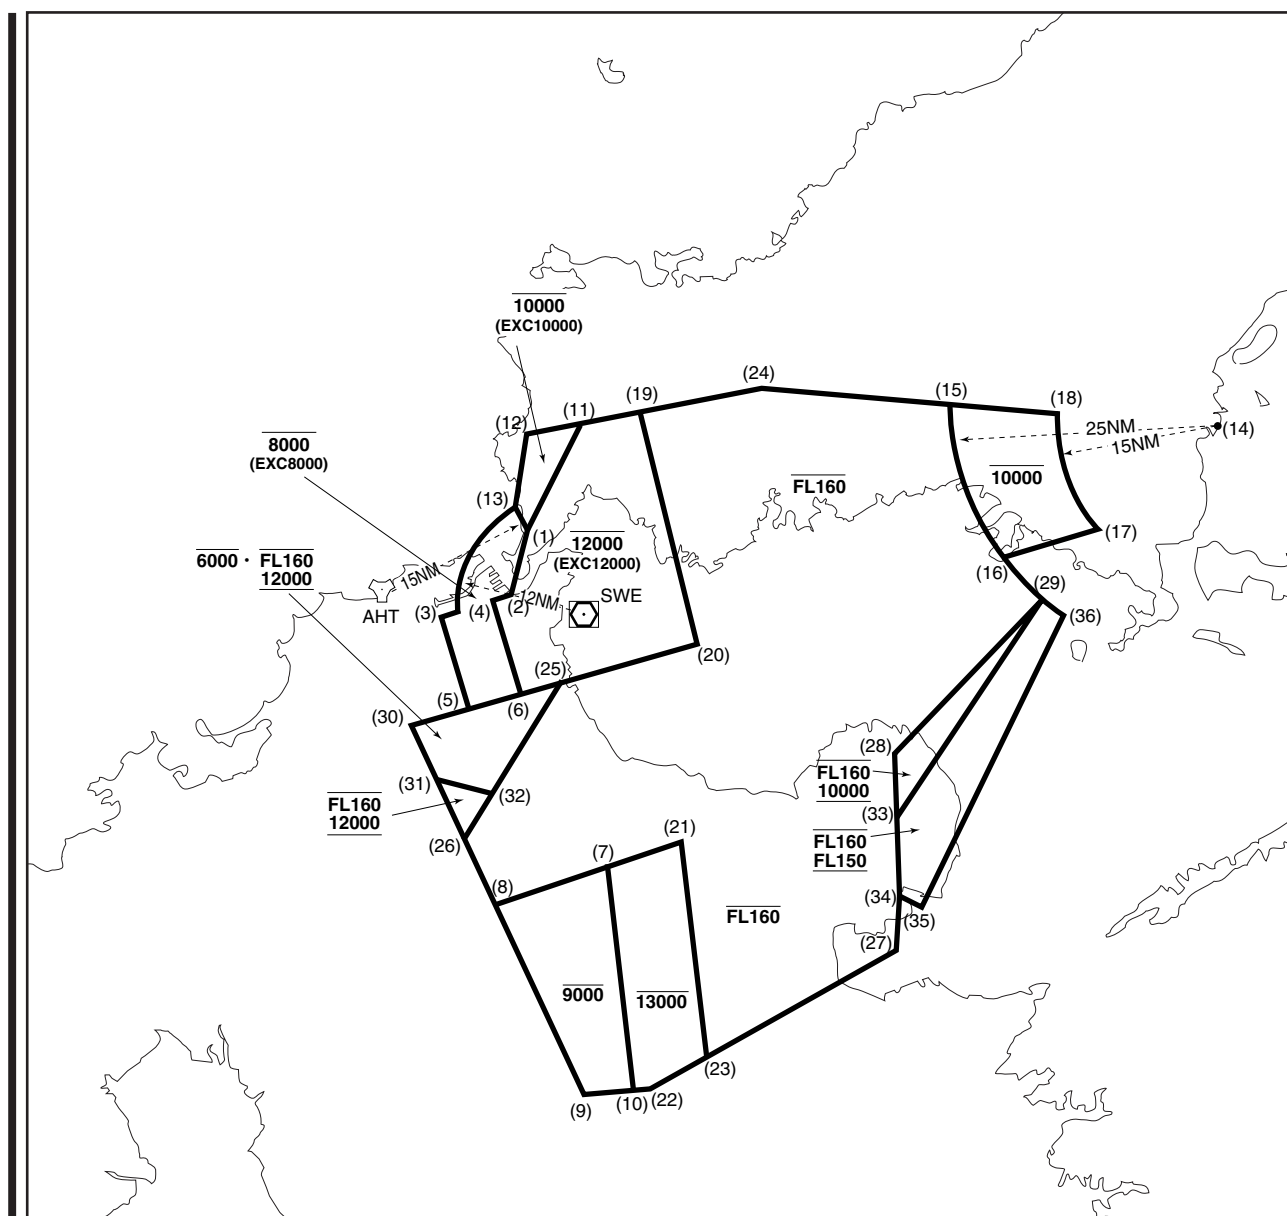 10000
(EXC10000)
(24)
(19)
(11)
(12)
(15)
(18)
25NM
(14)
15NM
8000
(EXC8000)
FL160
10000
(13)
(1)
12000
(EXC12000)
(17)
6000・FL160
12000
15NM
(16)
(29)
AHT
(3)
(4)
(2)
12NM
SWE
(36)
(20)
(25)
(5)
(6)
(30)
(28)
FL160
10000
(31)
(32)
FL160
12000
(33)
(26)
(21)
FL160
FL150
(7)
(8)
(34)
(35)
FL160
(27)
9000
13000
(23)
(9)
(10)
(22)